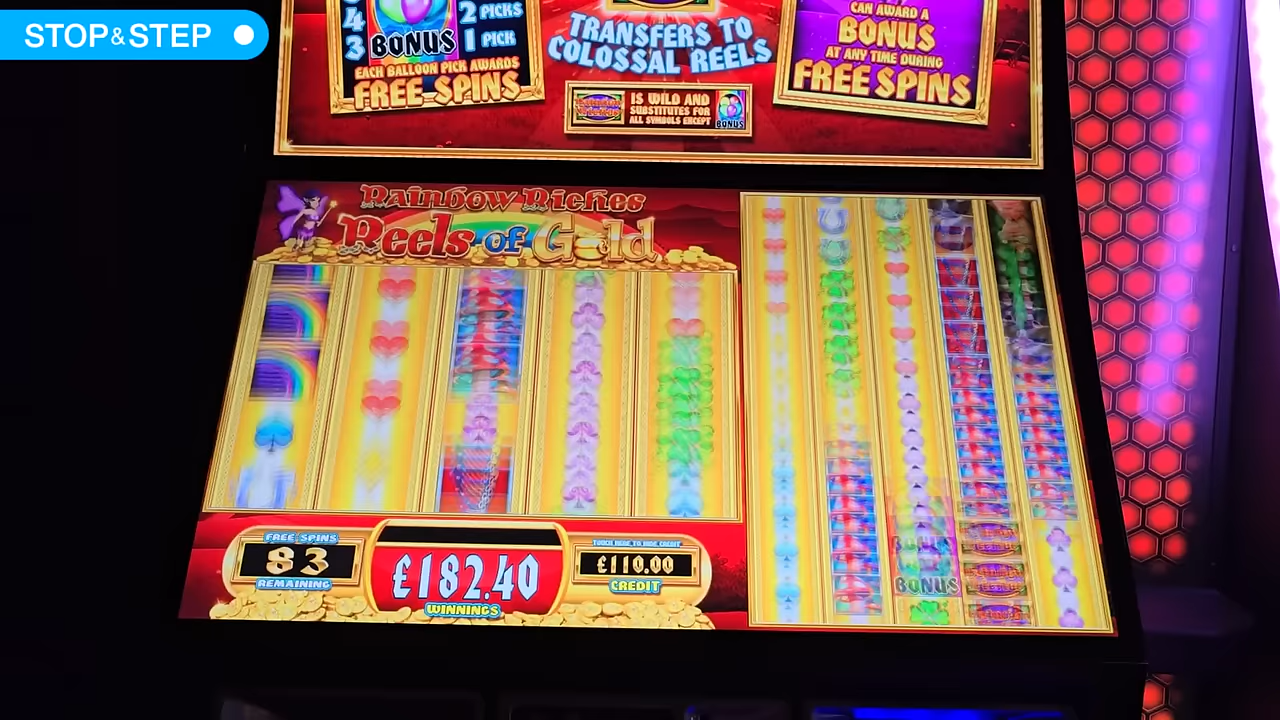 STOP&STEP
4
3
BONUS
2 PICKS
1 PICK
EACH BALLOON PICK AWARDS
FREE SPINS
TRANSFERS TO
COLOSSAL REELS
IS WILD AND
SUBSTITUTES FOR
ALL SYMBOLS EXCEPT
BONUS
CAN AWARD A
BONUS
AT ANY TIME DURING
FREE SPINS
Rainbow Riches
Reels of Gold
BONUS
BONUS
FREE SPINS
83
REMAINING
£182.40
WINNINGS
TOUCH HERE TO HIDE CREDIT
£110.00
CREDIT